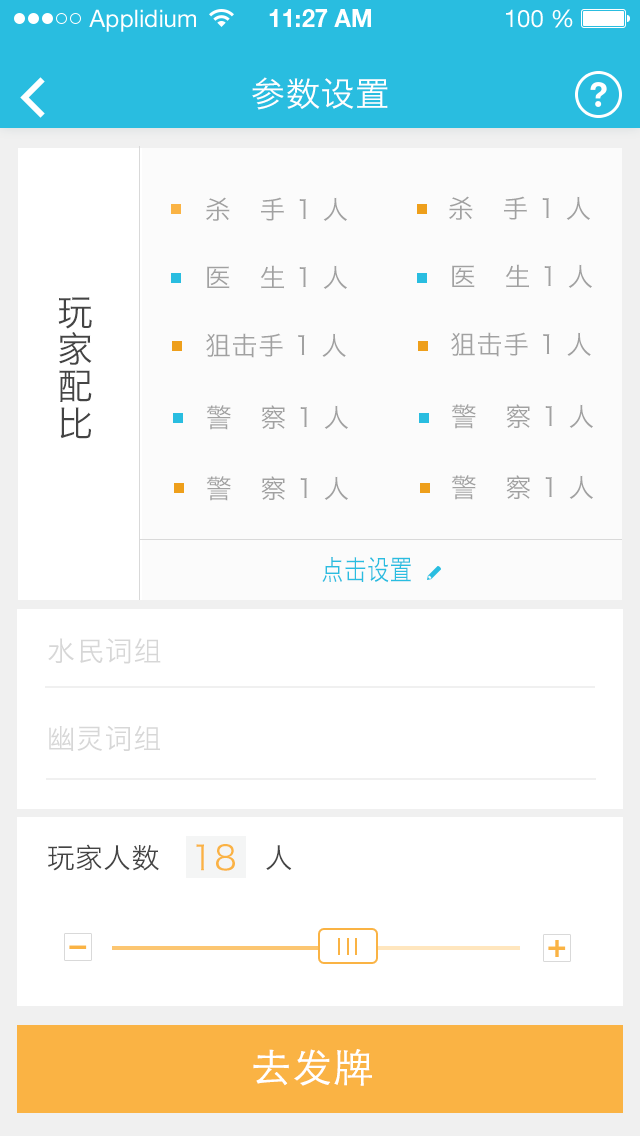 Applidium 11:27 AM 100 %
参数设置 ?
玩家配比
杀 手 1 人 杀 手 1 人
医 生 1 人 医 生 1 人
狙击手 1 人 狙击手 1 人
警 察 1 人 警 察 1 人
警 察 1 人 警 察 1 人
点击设置
水民词组
幽灵词组
玩家人数 18 人
去发牌